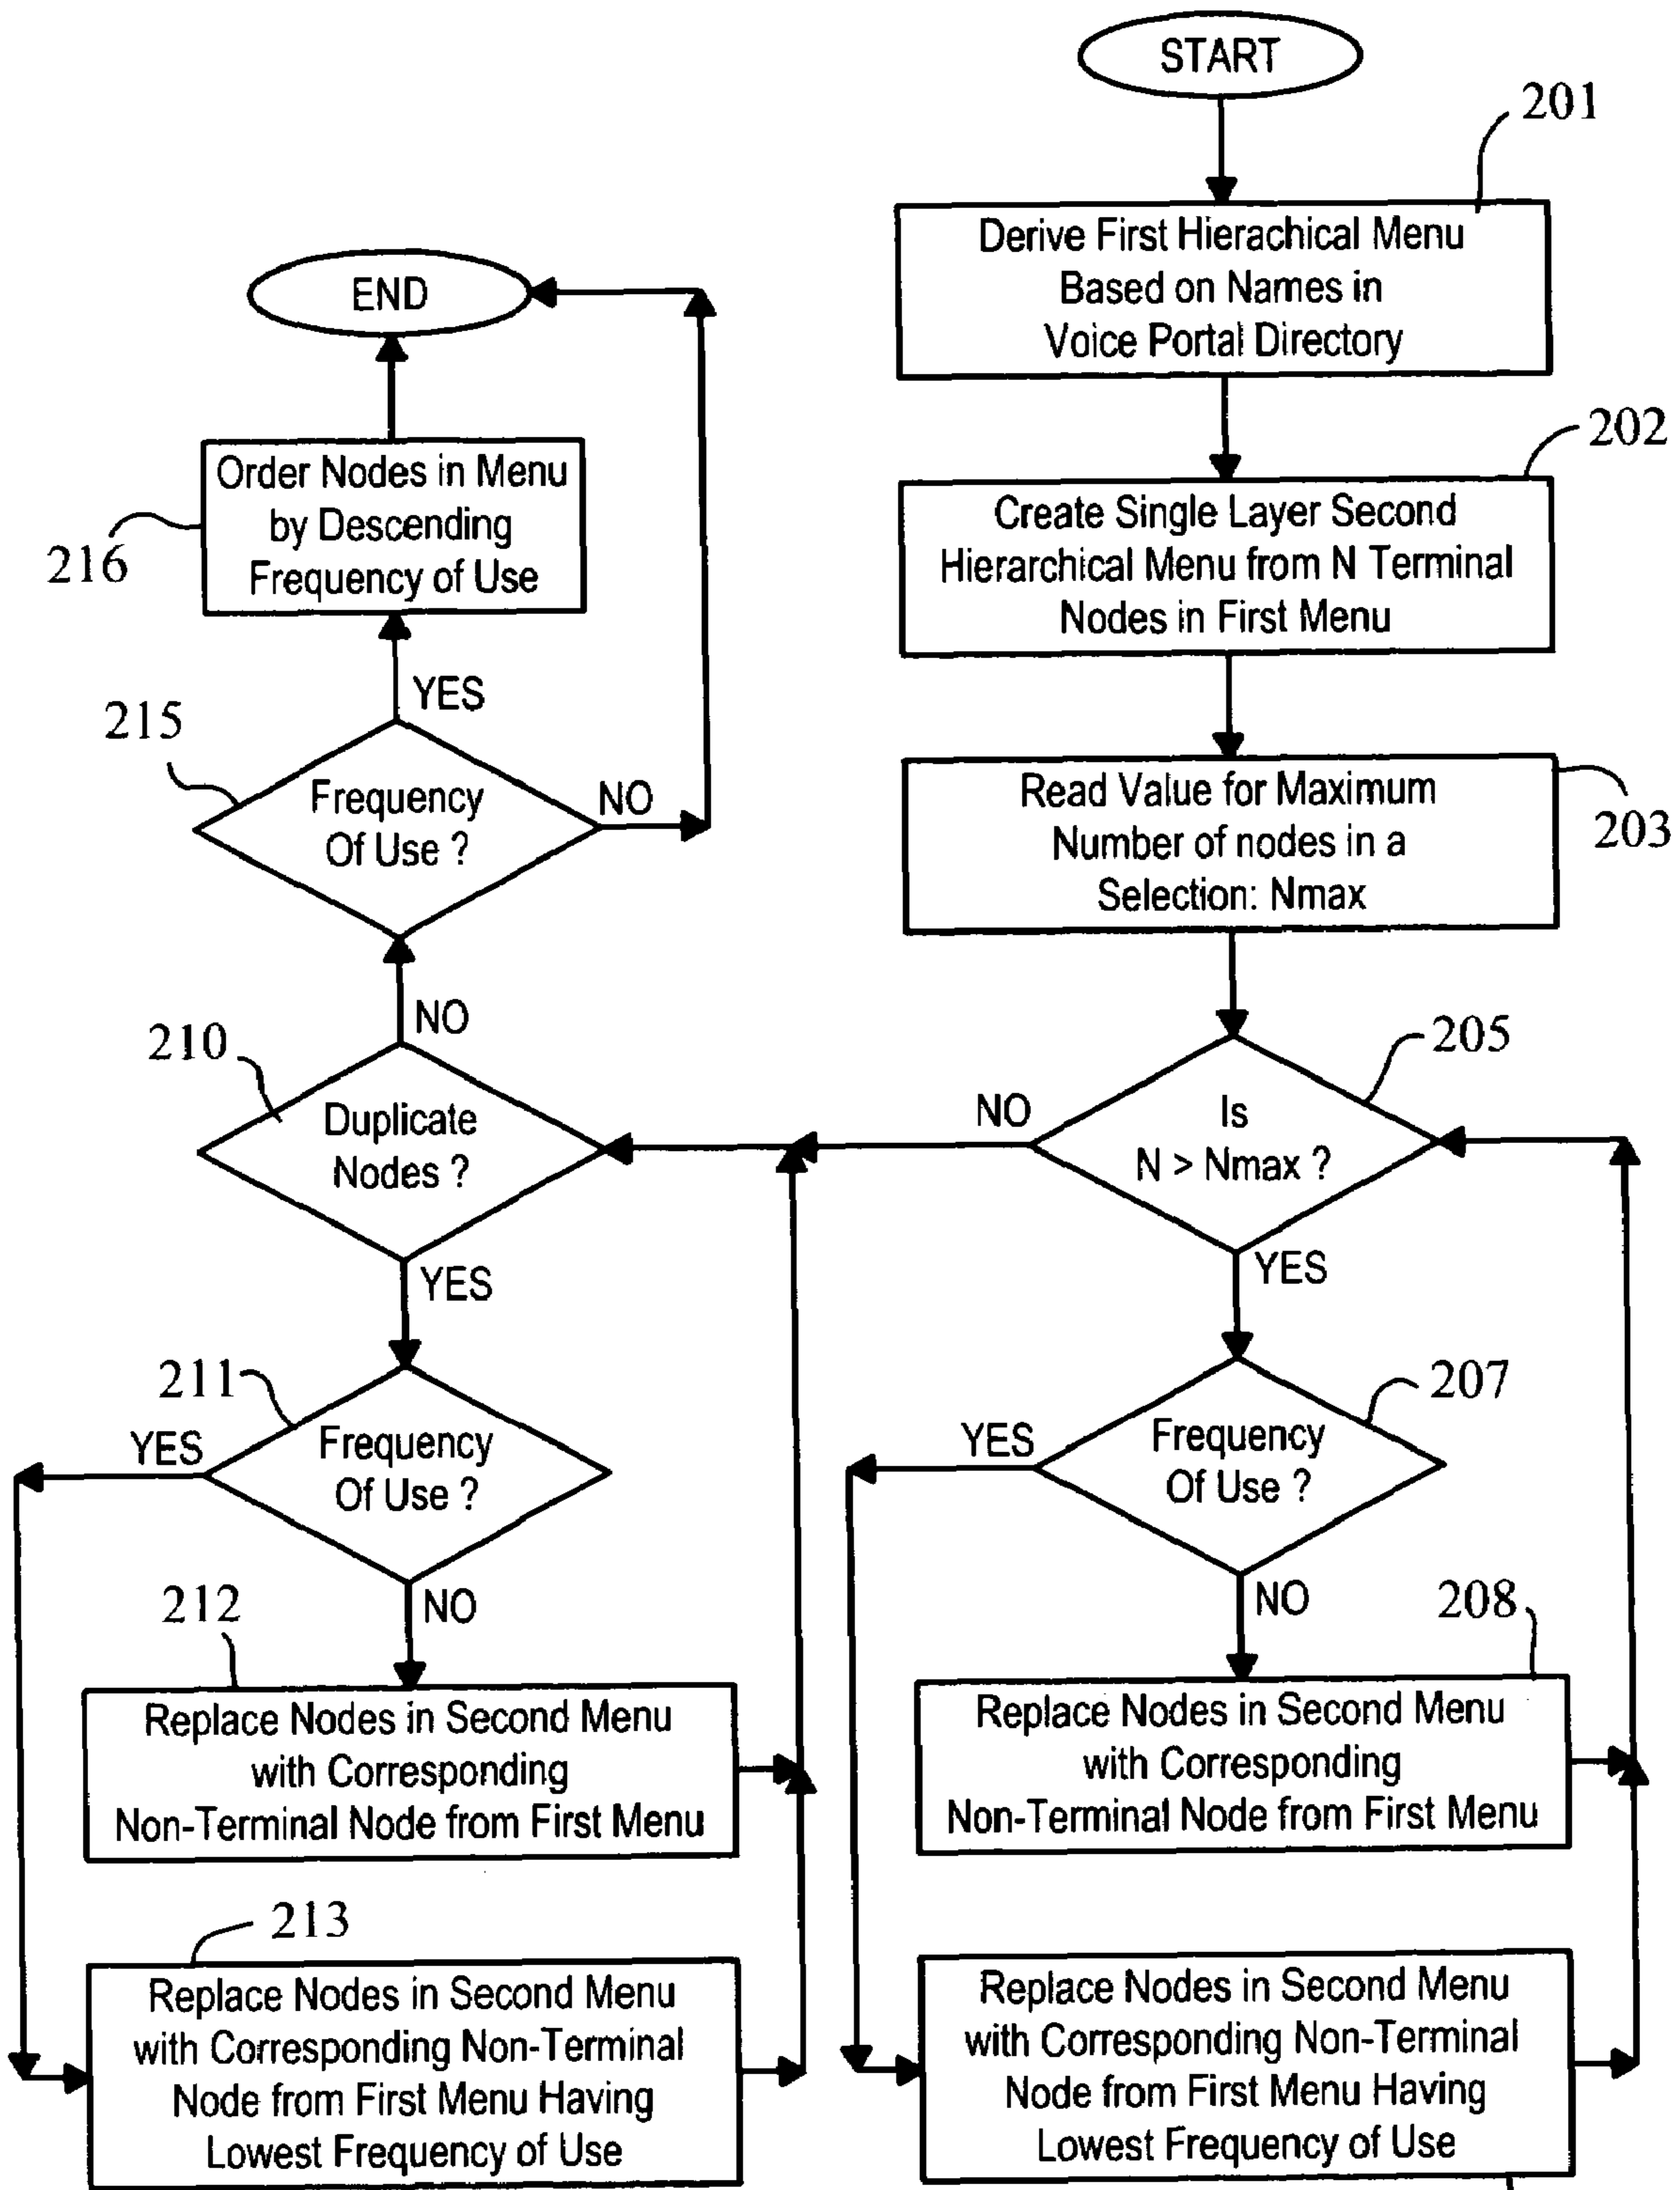 START
201
Derive First Hierachical Menu
Based on Names in
Voice Portal Directory
202
Create Single Layer Second
Hierarchical Menu from N Terminal
Nodes in First Menu
203
Read Value for Maximum
Number of nodes in a
Selection: Nmax
205
Is
N > Nmax ?
NO
YES
207
Frequency
Of Use ?
YES
NO
208
Replace Nodes in Second Menu
with Corresponding
Non-Terminal Node from First Menu
Replace Nodes in Second Menu
with Corresponding Non-Terminal
Node from First Menu Having
Lowest Frequency of Use
210
Duplicate
Nodes ?
NO
YES
211
Frequency
Of Use ?
YES
NO
212
Replace Nodes in Second Menu
with Corresponding
Non-Terminal Node from First Menu
213
Replace Nodes in Second Menu
with Corresponding Non-Terminal
Node from First Menu Having
Lowest Frequency of Use
215
Frequency
Of Use ?
YES
NO
216
Order Nodes in Menu
by Descending
Frequency of Use
END